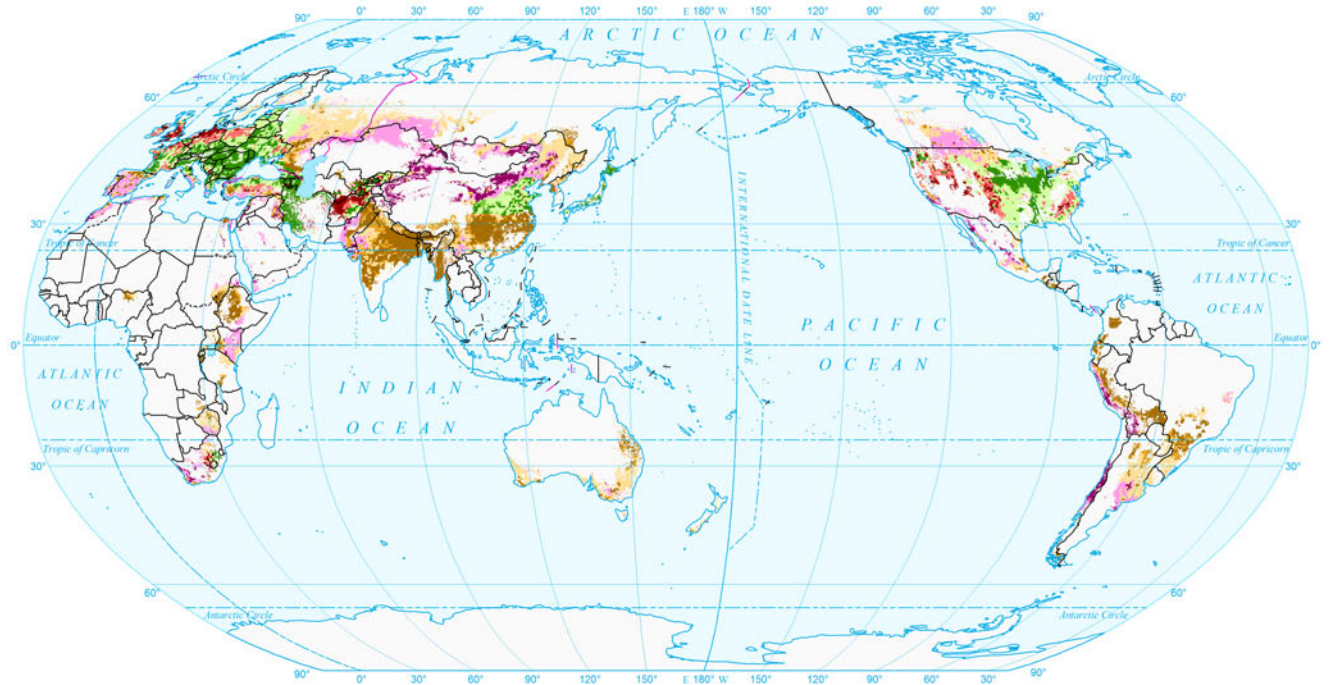 90° 0° 30° 60° 90° 120° 150° E 180° W 150° 120° 90° 60° 30° 90°
ARCTIC OCEAN
Arctic Circle
Arctic Circle
60°
60°
INTERNATIONAL DATE LINE
30°
30°
Tropic of Cancer
Tropic of Cancer
ATLANTIC
OCEAN
PACIFIC
OCEAN
Equator
Equator
0°
0°
ATLANTIC
OCEAN
INDIAN
OCEAN
Tropic of Capricorn
Tropic of Capricorn
30°
30°
60°
60°
Antarctic Circle
Antarctic Circle
90° 0° 30° 60° 90° 120° 150° E 180° W 150° 120° 90° 60° 30° 90°